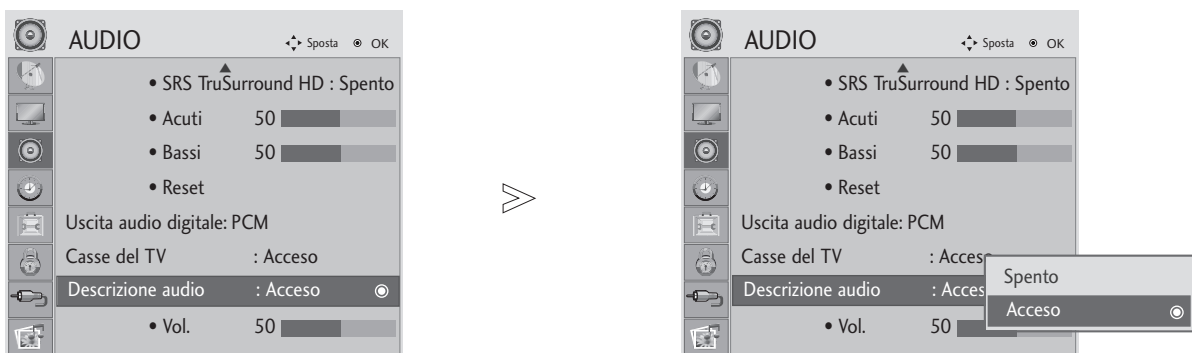 AUDIO
Sposta OK
• SRS TruSurround HD : Spento
• Acuti 50
• Bassi 50
• Reset
Uscita audio digitale: PCM
Casse del TV : Acceso
Descrizione audio : Acceso
• Vol. 50
AUDIO
Sposta OK
• SRS TruSurround HD : Spento
• Acuti 50
• Bassi 50
• Reset
Uscita audio digitale: PCM
Casse del TV : Acceso
Descrizione audio : Acces
• Vol. 50
Spento
Acceso